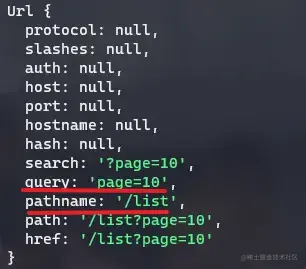 Url {
  protocol: null,
  slashes: null,
  auth: null,
  host: null,
  port: null,
  hostname: null,
  hash: null,
  search: '?page=10',
  query: 'page=10',
  pathname: '/list',
  path: '/list?page=10',
  href: '/list?page=10'
}
@稀土掘金技术社区